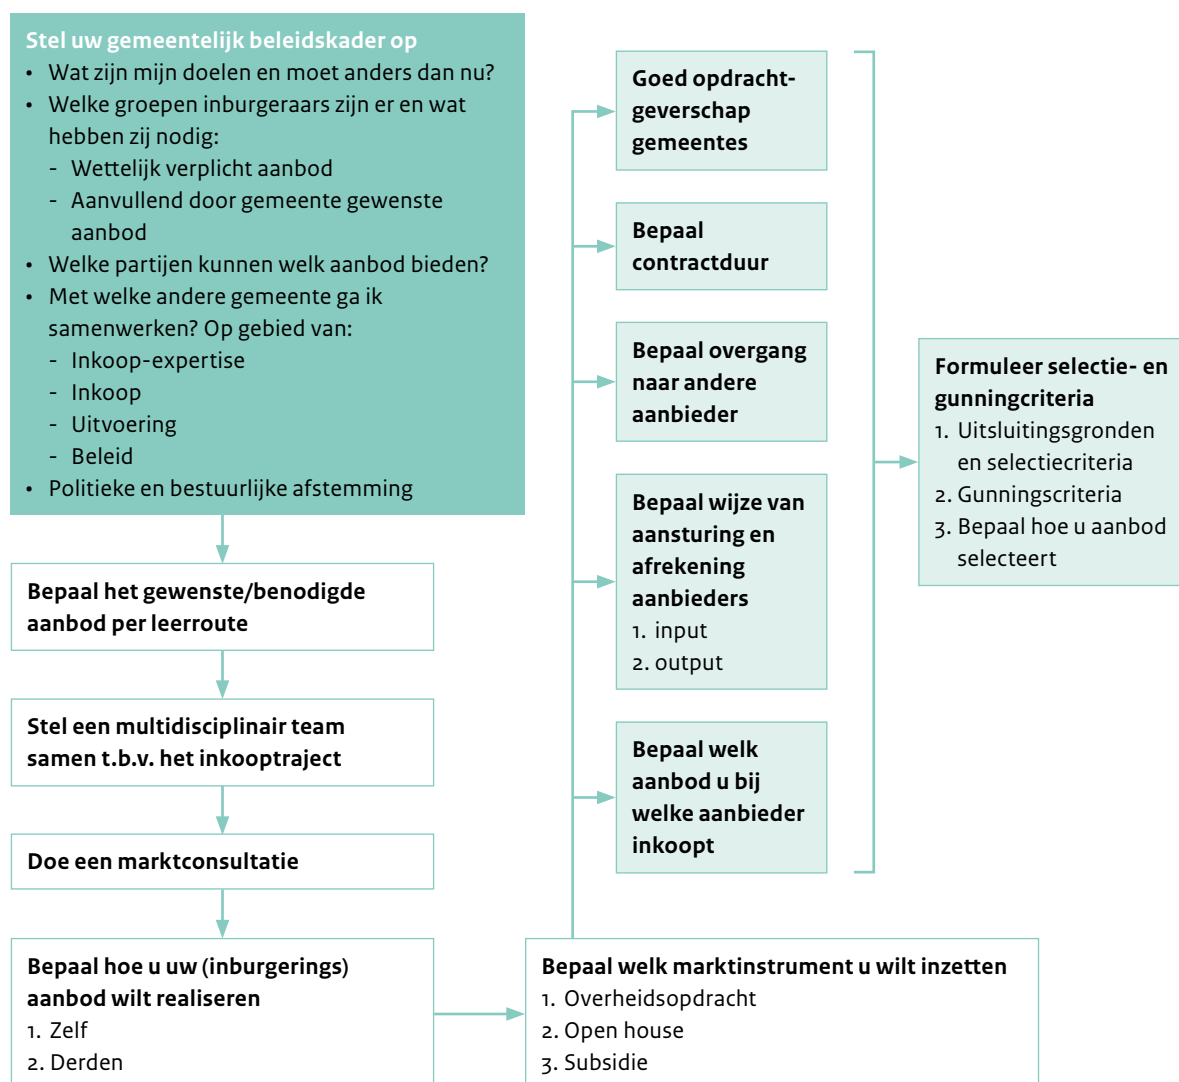 Stel uw gemeentelijk beleidskader op
• Wat zijn mijn doelen en moet anders dan nu?
• Welke groepen inburgeraars zijn er en wat
hebben zij nodig:
- Wettelijk verplicht aanbod
- Aanvullend door gemeente gewenste
aanbod
• Welke partijen kunnen welk aanbod bieden?
• Met welke andere gemeente ga ik
samenwerken? Op gebied van:
- Inkoop-expertise
- Inkoop
- Uitvoering
- Beleid
• Politieke en bestuurlijke afstemming
Bepaal het gewenste/benodigde
aanbod per leerroute
Stel een multidisciplinair team
samen t.b.v. het inkooptraject
Doe een marktconsultatie
Bepaal hoe u uw (inburgerings)
aanbod wilt realiseren
1. Zelf
2. Derden
Bepaal welk marktinstrument u wilt inzetten
1. Overheidsopdracht
2. Open house
3. Subsidie
Goed opdracht-
geverschap
gemeentes
Bepaal
contractduur
Bepaal overgang
naar andere
aanbieder
Bepaal wijze van
aansturing en
afrekening
aanbieders
1. input
2. output
Bepaal welk
aanbod u bij
welke aanbieder
inkoopt
Formuleer selectie- en
gunningcriteria
1. Uitsluitingsgronden
en selectiecriteria
2. Gunningscriteria
3. Bepaal hoe u aanbod
selecteert